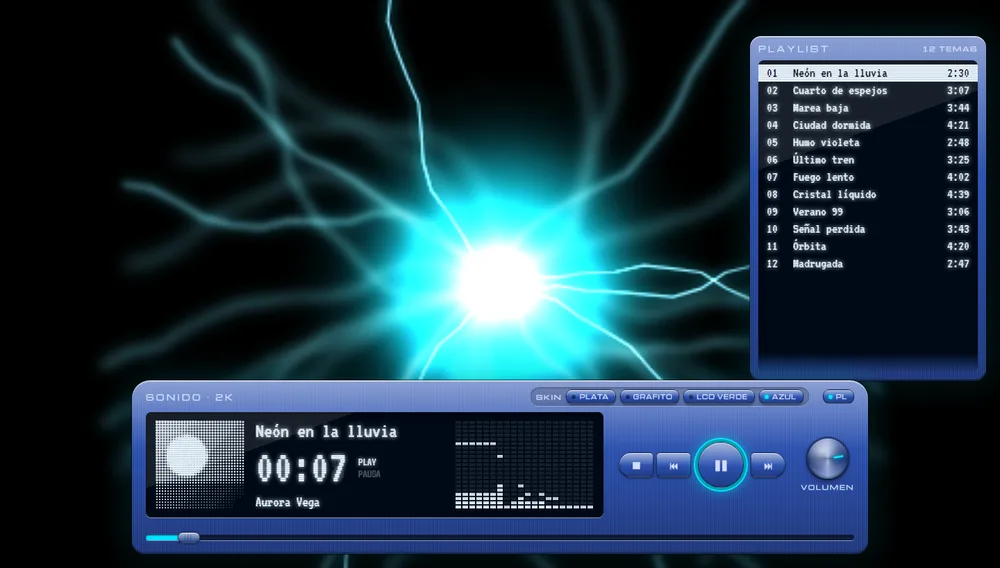 PLAYLIST 12 TEMAS
01 Neón en la lluvia 2:30
02 Cuarto de espejos 3:07
03 Marea baja 3:44
04 Ciudad dormida 4:21
05 Humo violeta 2:48
06 Último tren 3:25
07 Fuego lento 4:02
08 Cristal líquido 4:39
09 Verano 99 3:06
10 Señal perdida 3:43
11 Órbita 4:20
12 Madrugada 2:47
SONIDO · 2K SKIN PLATA GRAFITO LCD VERDE AZUL PL
Neón en la lluvia
00:07 PLAY
PAUSA
Aurora Vega
VOLUMEN